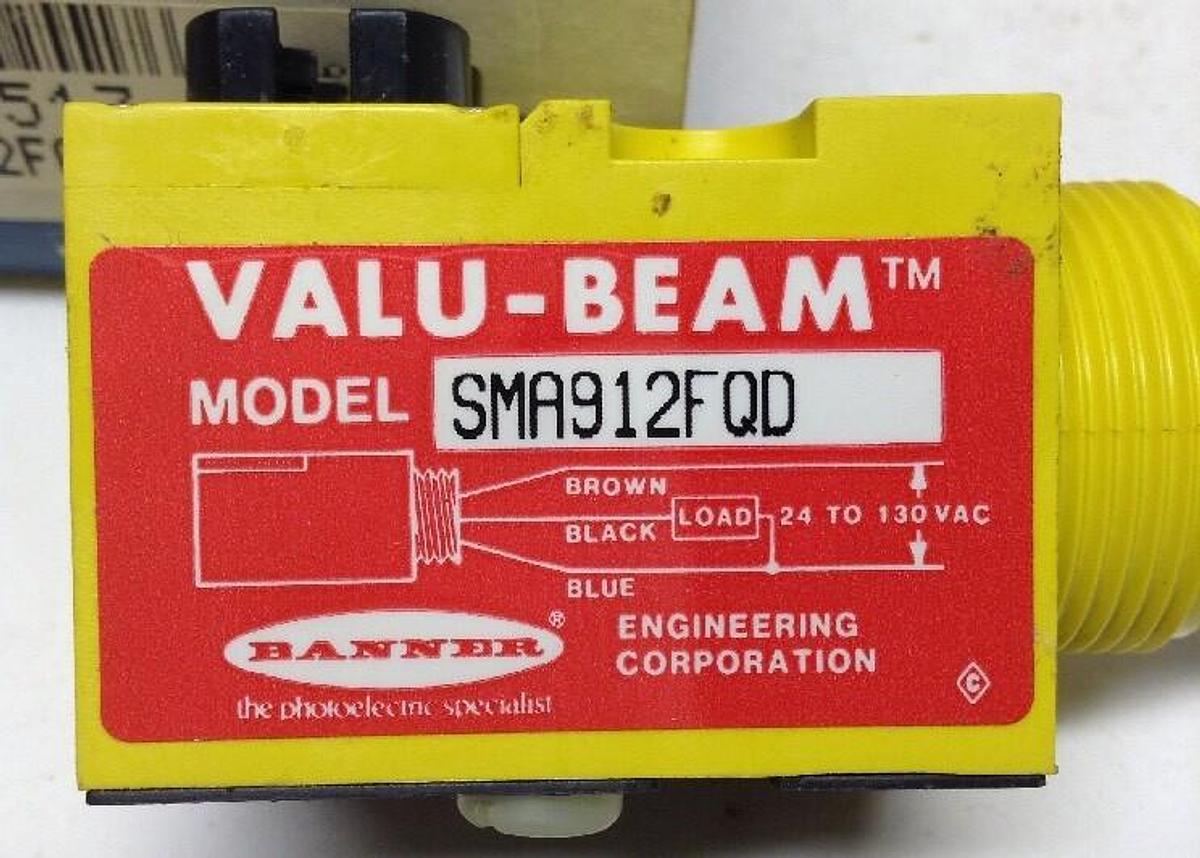 VALU-BEAM™
MODEL SMA912FQD
BROWN
BLACK LOAD 24 TO 130 VAC
BLUE
BANNER® ENGINEERING
CORPORATION
the photoelectric specialist
C